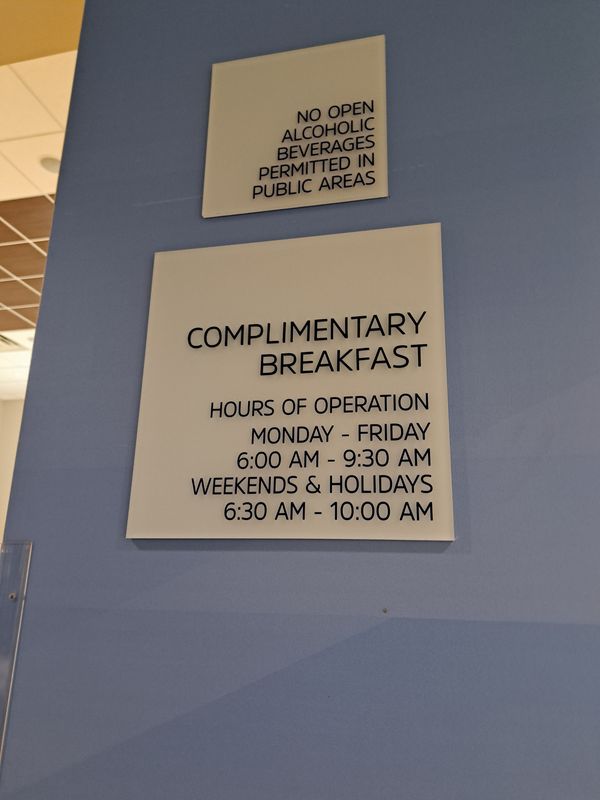 NO OPEN
ALCOHOLIC
BEVERAGES
PERMITTED IN
PUBLIC AREAS
COMPLIMENTARY
BREAKFAST
HOURS OF OPERATION
MONDAY - FRIDAY
6:00 AM - 9:30 AM
WEEKENDS & HOLIDAYS
6:30 AM - 10:00 AM